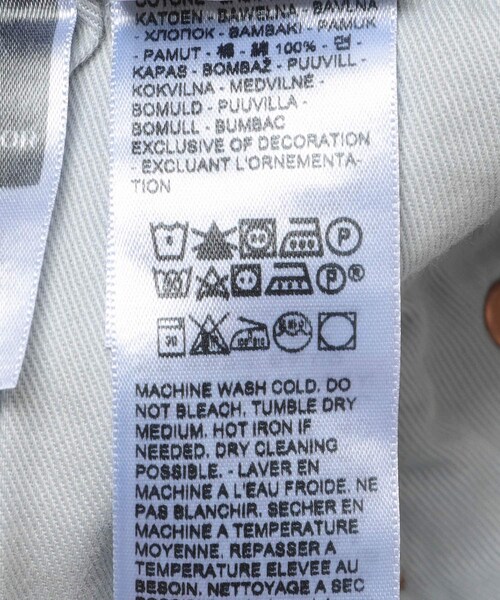 KATOEN - BAWEŁNA - BAVLNA
- ХЛОПОК - BAMBAKI - PAMUK
- PAMUT - 棉 - 綿 100% - 면 -
KAPAS - BOMBAŽ - PUUVILL -
KOKVILNA - MEDVILNĖ -
BOMULD - PUUVILLA -
BOMULL - BUMBAC
EXCLUSIVE OF DECORATION
- EXCLUANT L'ORNEMENTA-
TION
P
P®
30
MACHINE WASH COLD. DO
NOT BLEACH. TUMBLE DRY
MEDIUM. HOT IRON IF
NEEDED. DRY CLEANING
POSSIBLE. - LAVER EN
MACHINE A L'EAU FROIDE. NE
PAS BLANCHIR. SECHER EN
MACHINE A TEMPERATURE
MOYENNE. REPASSER A
TEMPERATURE ELEVEE AU
BESOIN. NETTOYAGE A SEC